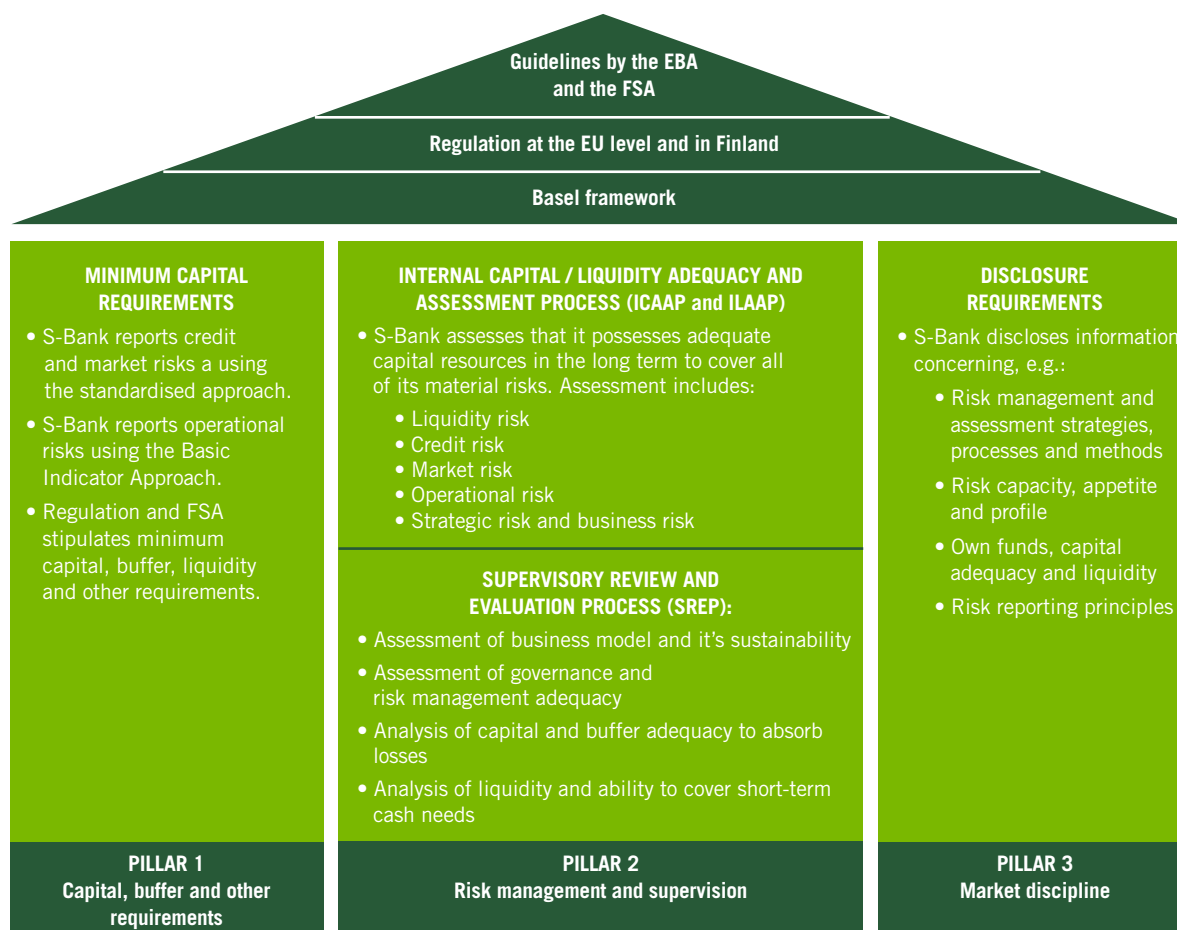 Guidelines by the EBA
and the FSA
Regulation at the EU level and in Finland
Basel framework
MINIMUM CAPITAL
REQUIREMENTS
• S-Bank reports credit
and market risks a using
the standardised approach.
• S-Bank reports operational
risks using the Basic
Indicator Approach.
• Regulation and FSA
stipulates minimum
capital, buffer, liquidity
and other requirements.
PILLAR 1
Capital, buffer and other
requirements
INTERNAL CAPITAL / LIQUIDITY ADEQUACY AND
ASSESSMENT PROCESS (ICAAP and ILAAP)
• S-Bank assesses that it possesses adequate
capital resources in the long term to cover all
of its material risks. Assessment includes:
• Liquidity risk
• Credit risk
• Market risk
• Operational risk
• Strategic risk and business risk
SUPERVISORY REVIEW AND
EVALUATION PROCESS (SREP):
• Assessment of business model and it's sustainability
• Assessment of governance and
risk management adequacy
• Analysis of capital and buffer adequacy to absorb
losses
• Analysis of liquidity and ability to cover short-term
cash needs
PILLAR 2
Risk management and supervision
DISCLOSURE
REQUIREMENTS
• S-Bank discloses information
concerning, e.g.:
• Risk management and
assessment strategies,
processes and methods
• Risk capacity, appetite
and profile
• Own funds, capital
adequacy and liquidity
• Risk reporting principles
PILLAR 3
Market discipline